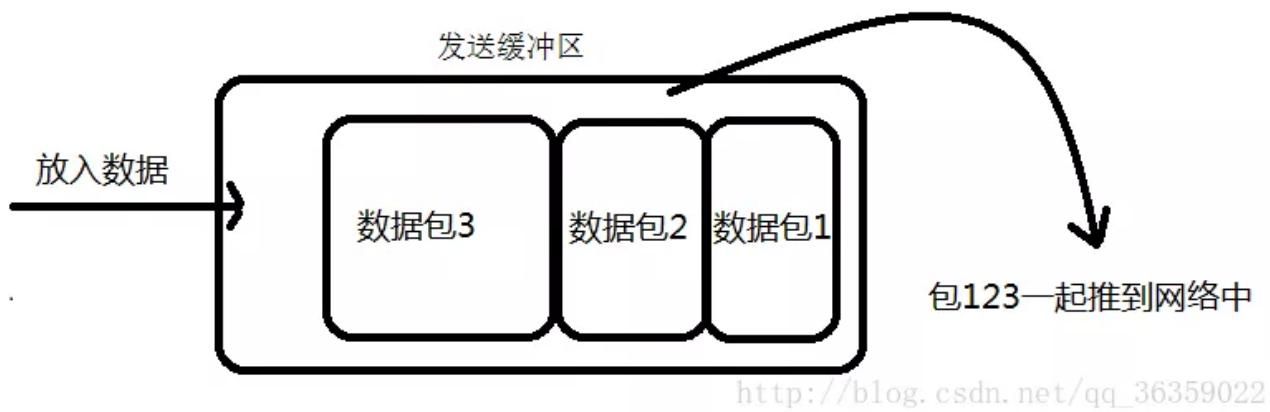 发送缓冲区
放入数据
数据包3
数据包2
数据包1
包123一起推到网络中
http://blog.csdn.net/qq_36359022